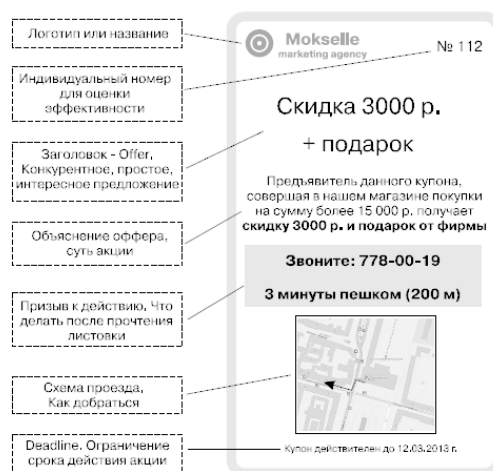 Логотип или название
Индивидуальный номер
для оценки
эффективности
Заголовок - Offer,
Конкурентное, простое,
интересное предложение
Объяснение оффера,
суть акции
Призыв к действию, Что
делать после прочтения
листовки
Схема проезда,
Как добраться
Deadline. Ограничение
срока действия акции
Mokselle
marketing agency
№ 112
Скидка 3000 р.
+ подарок
Предъявитель данного купона,
совершая в нашем магазине покупки
на сумму более 15 000 р. получает
скидку 3000 р. и подарок от фирмы
Звоните: 778-00-19
3 минуты пешком (200 м)
Купон действителен до 12.03.2013 г.